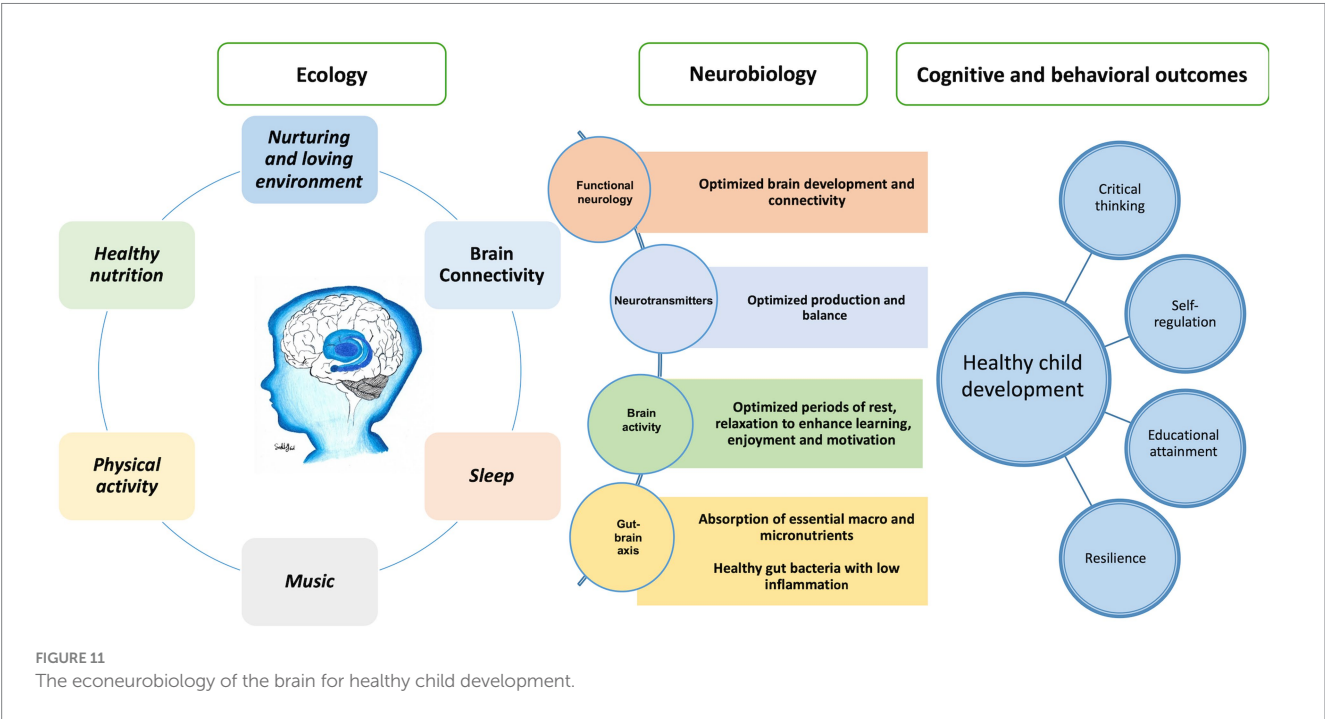 Ecology
Nurturing
and loving
environment
Healthy
nutrition
Brain
Connectivity
Physical
activity
Sleep
Music
Neurobiology
Functional
neurology
Optimized brain development and
connectivity
Neurotransmitters
Optimized production and
balance
Brain
activity
Optimized periods of rest,
relaxation to enhance learning,
enjoyment and motivation
Gut-
brain
axis
Absorption of essential macro and
micronutrients
Healthy gut bacteria with low
inflammation
Cognitive and behavioral outcomes
Healthy child
development
Critical
thinking
Self-
regulation
Educational
attainment
Resilience
FIGURE 11
The econeurobiology of the brain for healthy child development.